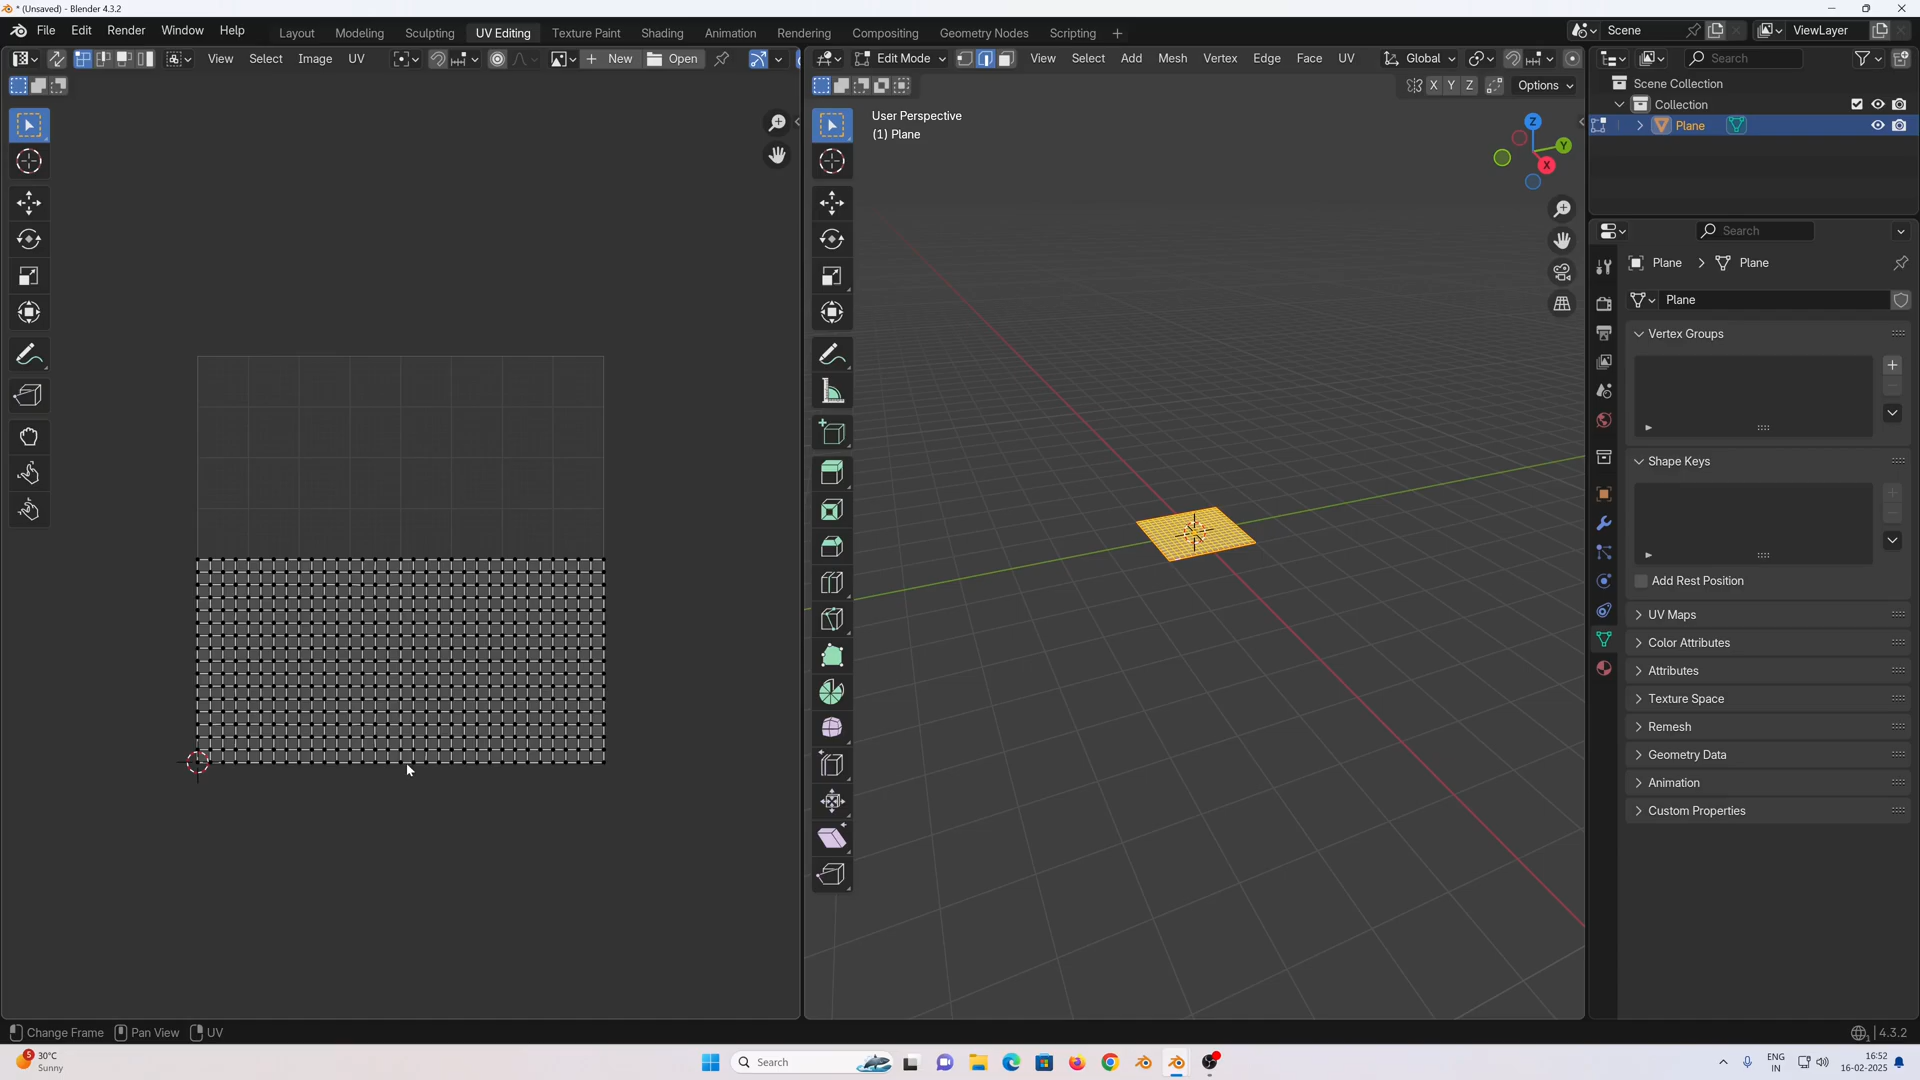 * (Unsaved) - Blender 4.3.2
File Edit Render Window Help
Layout Modeling Sculpting UV Editing Texture Paint Shading Animation Rendering Compositing Geometry Nodes Scripting +
Scene
ViewLayer
View Select Image UV
+ New Open
Edit Mode
View Select Add Mesh Vertex Edge Face UV
Global
X Y Z
Options
User Perspective
(1) Plane
Z
Y
X
Search
Scene Collection
Collection
Plane
Search
Plane > Plane
Plane
Vertex Groups
Shape Keys
Add Rest Position
UV Maps
Color Attributes
Attributes
Texture Space
Remesh
Geometry Data
Animation
Custom Properties
Change Frame Pan View UV
4.3.2
5
30°C
Sunny
Search
ENG
IN
16:52
16-02-2025